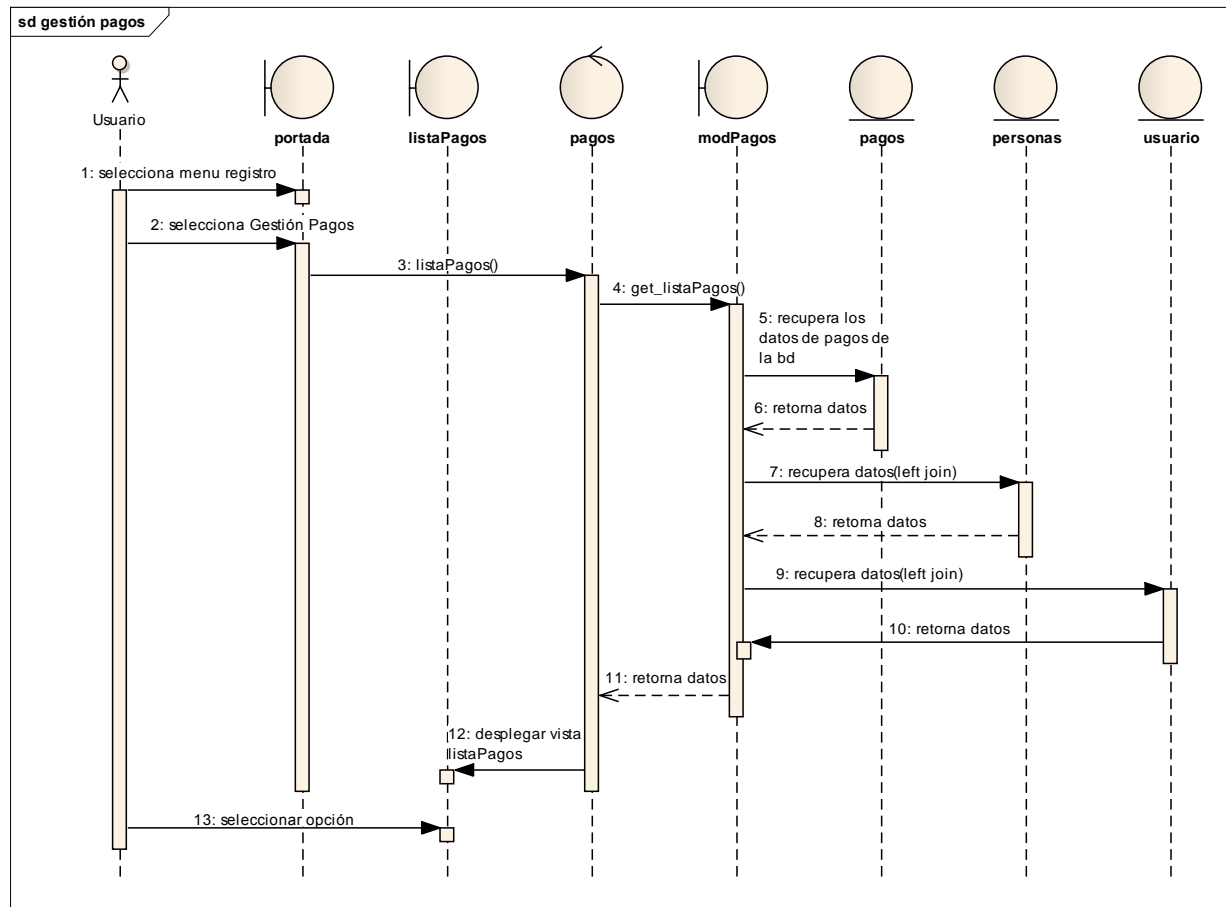 sd gestión pagos
Usuario
portada
listaPagos
pagos
modPagos
pagos
personas
usuario
1: selecciona menu registro
2: selecciona Gestión Pagos
3: listaPagos()
4: get_listaPagos()
5: recupera los
datos de pagos de
la bd
6: retorna datos
7: recupera datos(left join)
8: retorna datos
9: recupera datos(left join)
10: retorna datos
11: retorna datos
12: desplegar vista
listaPagos
13: seleccionar opción